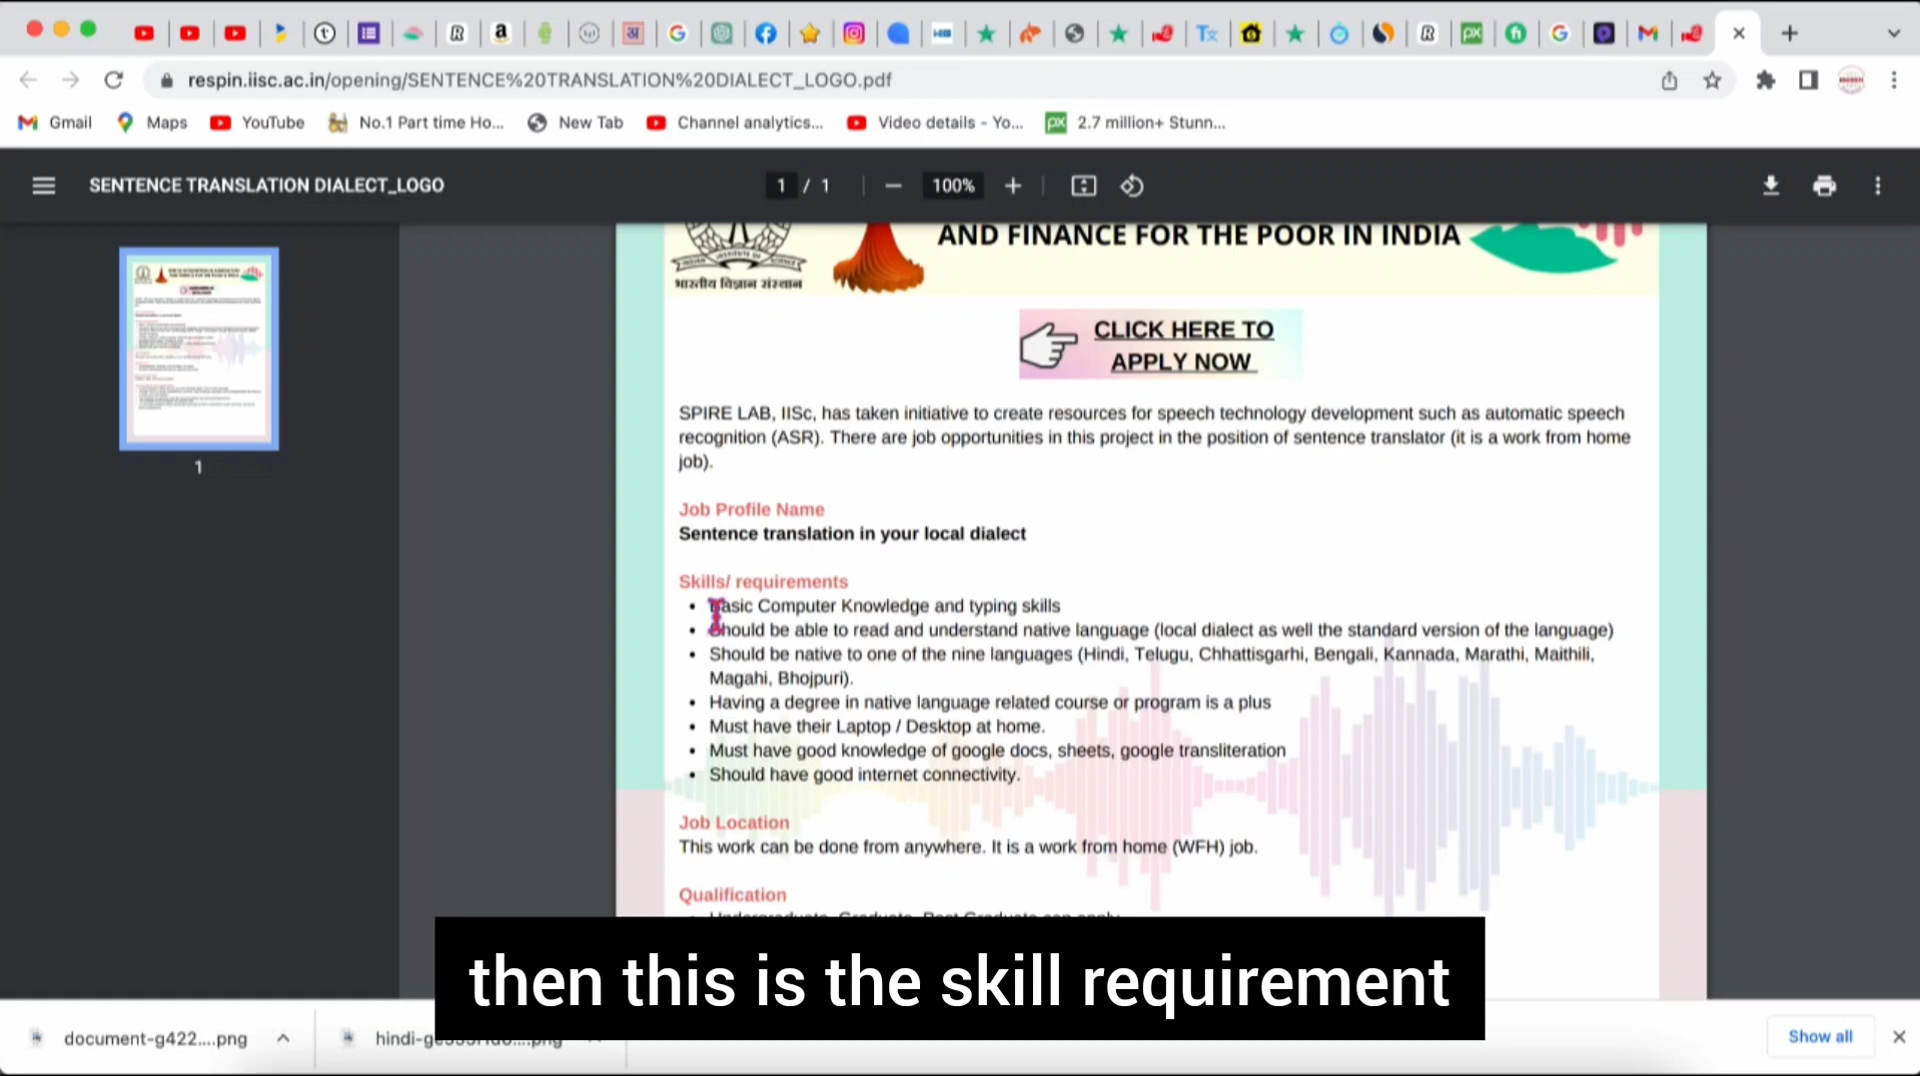 respin.iisc.ac.in/opening/SENTENCE%20TRANSLATION%20DIALECT_LOGO.pdf
Gmail Maps YouTube No.1 Part time Ho... New Tab Channel analytics... Video details - Yo... 2.7 million+ Stunn...
SENTENCE TRANSLATION DIALECT_LOGO 1 / 1 100%
AND FINANCE FOR THE POOR IN INDIA
भारतीय विज्ञान संस्थान
CLICK HERE TO
APPLY NOW
SPIRE LAB, IISc, has taken initiative to create resources for speech technology development such as automatic speech
recognition (ASR). There are job opportunities in this project in the position of sentence translator (it is a work from home
job).
Job Profile Name
Sentence translation in your local dialect
Skills/ requirements
• Basic Computer Knowledge and typing skills
• Should be able to read and understand native language (local dialect as well the standard version of the language)
• Should be native to one of the nine languages (Hindi, Telugu, Chhattisgarhi, Bengali, Kannada, Marathi, Maithili,
Magahi, Bhojpuri).
• Having a degree in native language related course or program is a plus
• Must have their Laptop / Desktop at home.
• Must have good knowledge of google docs, sheets, google transliteration
• Should have good internet connectivity.
Job Location
This work can be done from anywhere. It is a work from home (WFH) job.
Qualification
1
then this is the skill requirement
document-g422....png
Show all